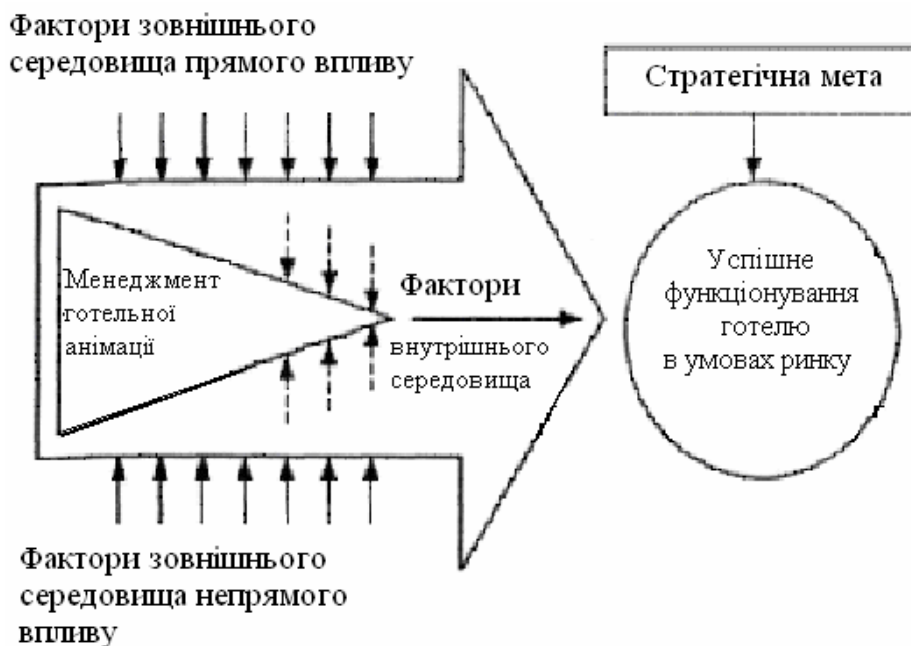 Фактори зовнішнього
середовища прямого впливу
Стратегічна мета
Менеджмент
готельної
анімації
Фактори
внутрішнього
середовища
Успішне
функціонування
готелю
в умовах ринку
Фактори зовнішнього
середовища непрямого
впливу